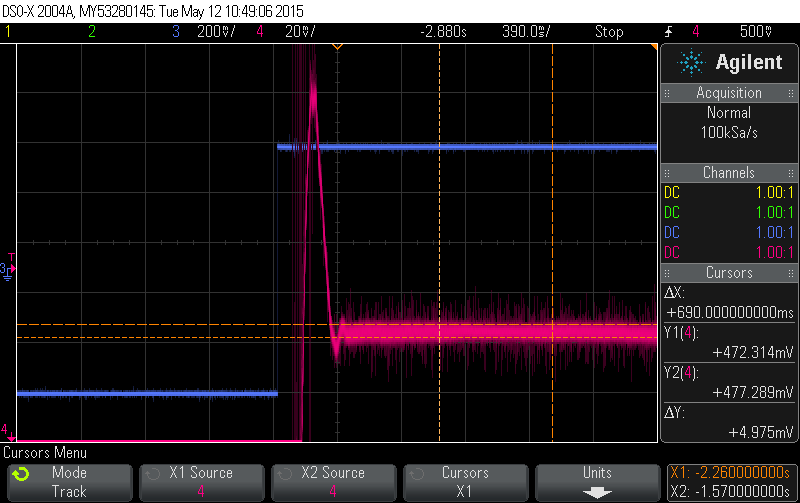 DSO-X 2004A, MY53280145: Tue May 12 10:49:06 2015
1 2 3 200mV/ 4 20V/ -2.880s 390.0ms/ Stop 4 500mV
Agilent
Acquisition
Normal
100kSa/s
Channels
DC 1.00:1
DC 1.00:1
DC 1.00:1
DC 1.00:1
Cursors
ΔX:
+690.000000000ms
Y1(4):
+472.314mV
Y2(4):
+477.289mV
ΔY:
+4.975mV
T
3
4
Cursors Menu
Mode
Track
X1 Source
4
X2 Source
4
Cursors
X1
Units
X1: -2.260000000s
X2: -1.570000000s